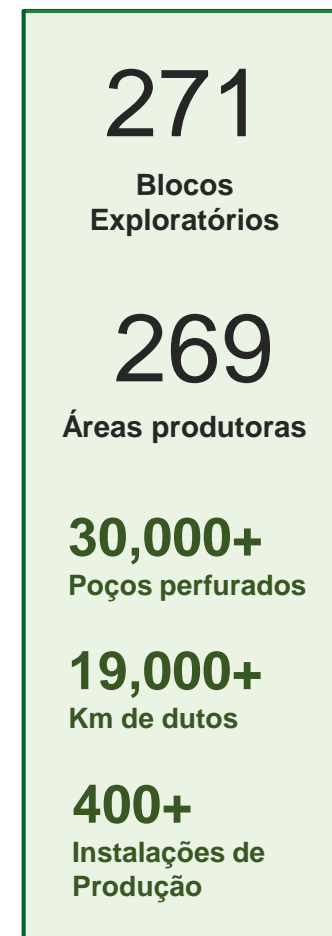 271
Blocos
Exploratórios
269
Áreas produtoras
30,000+
Poços perfurados
19,000+
Km de dutos
400+
Instalações de
Produção